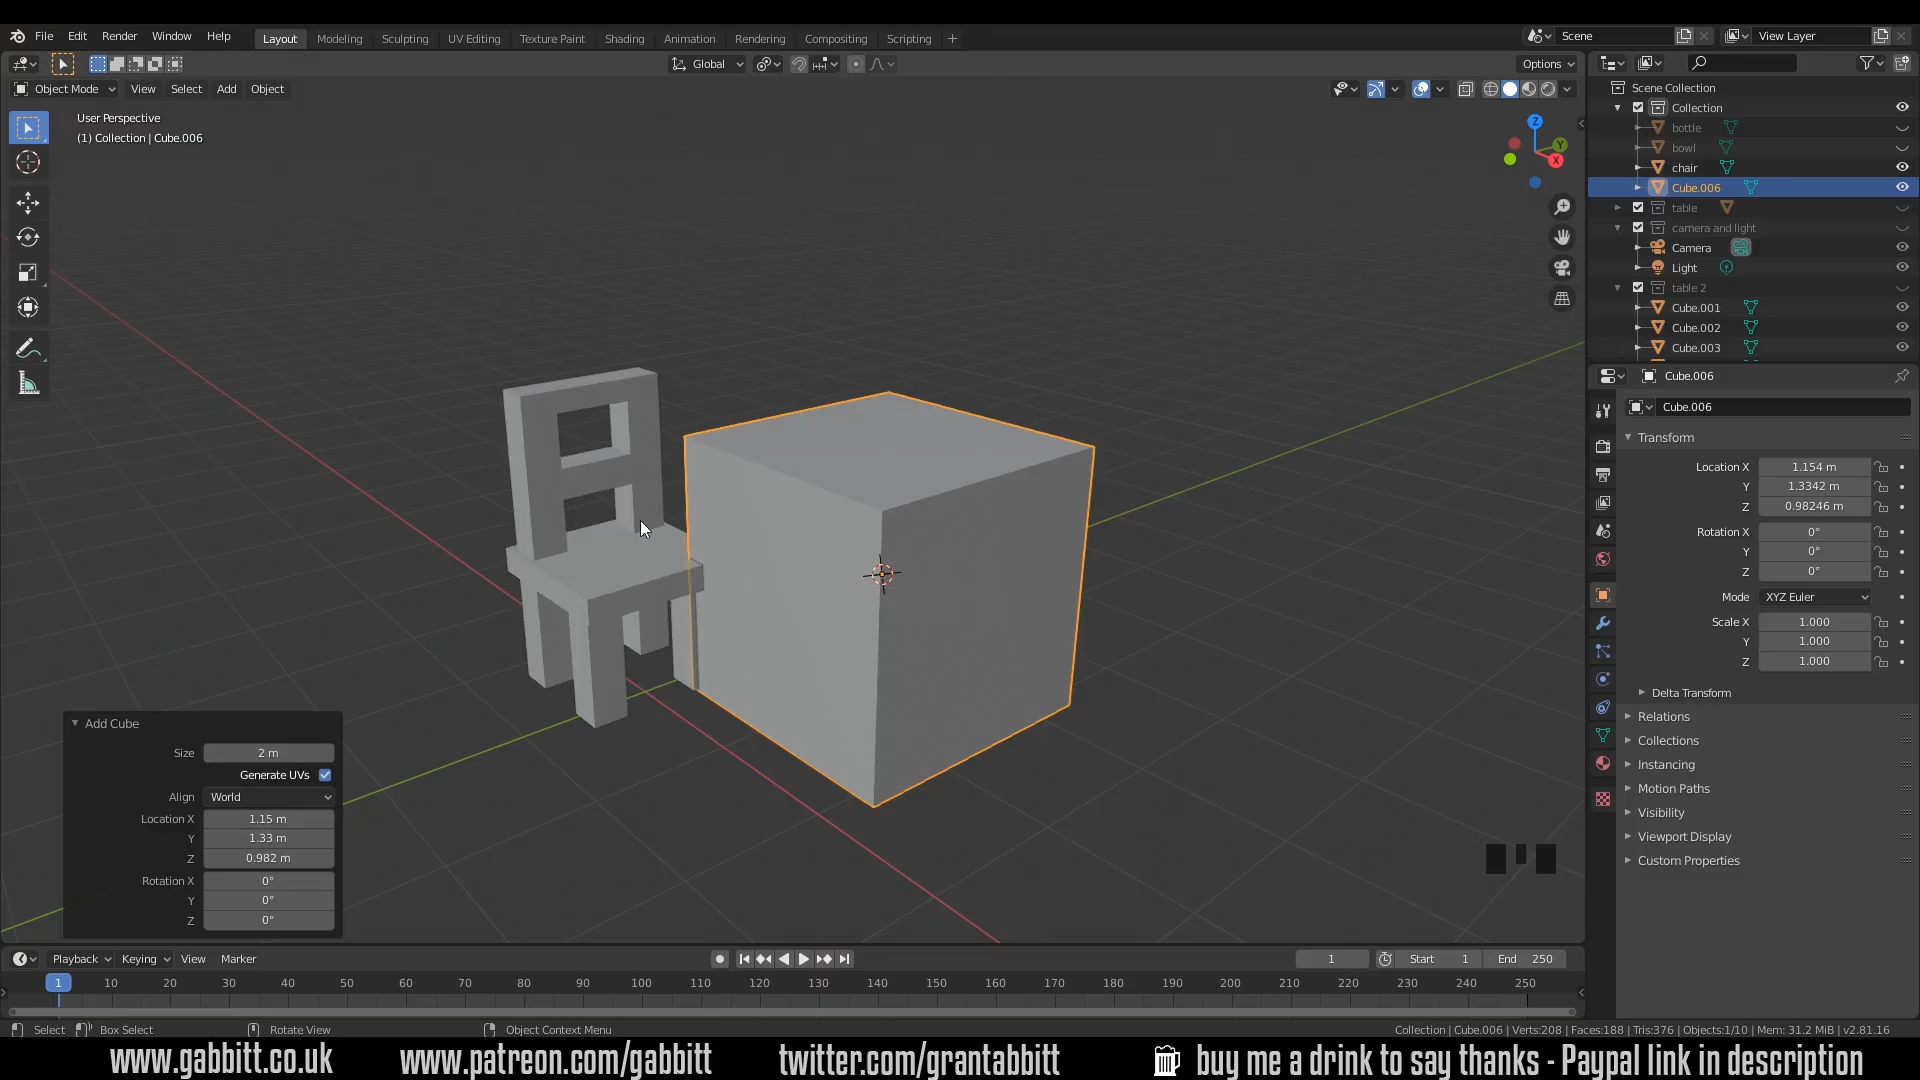 File Edit Render Window Help Layout Modeling Sculpting UV Editing Texture Paint Shading Animation Rendering Compositing Scripting + Scene View Layer
Global Options
Object Mode View Select Add Object
User Perspective
(1) Collection | Cube.006
Z
Y
X
Scene Collection
Collection
bottle
bowl
chair
Cube.006
table
camera and light
Camera
Light
table 2
Cube.001
Cube.002
Cube.003
Cube.006
Cube.006
Transform
Location X 1.154 m
Y 1.3342 m
Z 0.98246 m
Rotation X 0°
Y 0°
Z 0°
Mode XYZ Euler
Scale X 1.000
Y 1.000
Z 1.000
Delta Transform
Relations
Collections
Instancing
Motion Paths
Visibility
Viewport Display
Custom Properties
Add Cube
Size 2 m
Generate UVs
Align World
Location X 1.15 m
Y 1.33 m
Z 0.982 m
Rotation X 0°
Y 0°
Z 0°
Playback Keying View Marker 1 Start 1 End 250
1 10 20 30 40 50 60 70 80 90 100 110 120 130 140 150 160 170 180 190 200 210 220 230 240 250
Select Box Select Rotate View Object Context Menu Collection | Cube.006 | Verts:208 | Faces:188 | Tris:376 | Objects:1/10 | Mem: 31.2 MiB | v2.81.16
www.gabbitt.co.uk www.patreon.com/gabbitt twitter.com/grantabbitt buy me a drink to say thanks - Paypal link in description